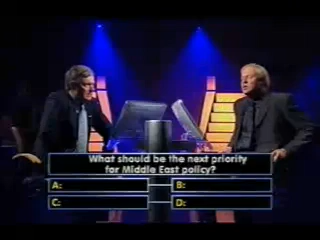 What should be the next priority
for Middle East policy?
A:
B:
C:
D: